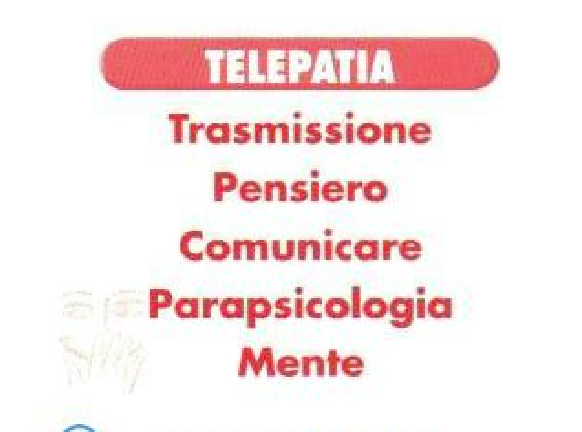 TELEPATIA
Trasmissione
Pensiero
Comunicare
Parapsicologia
Mente